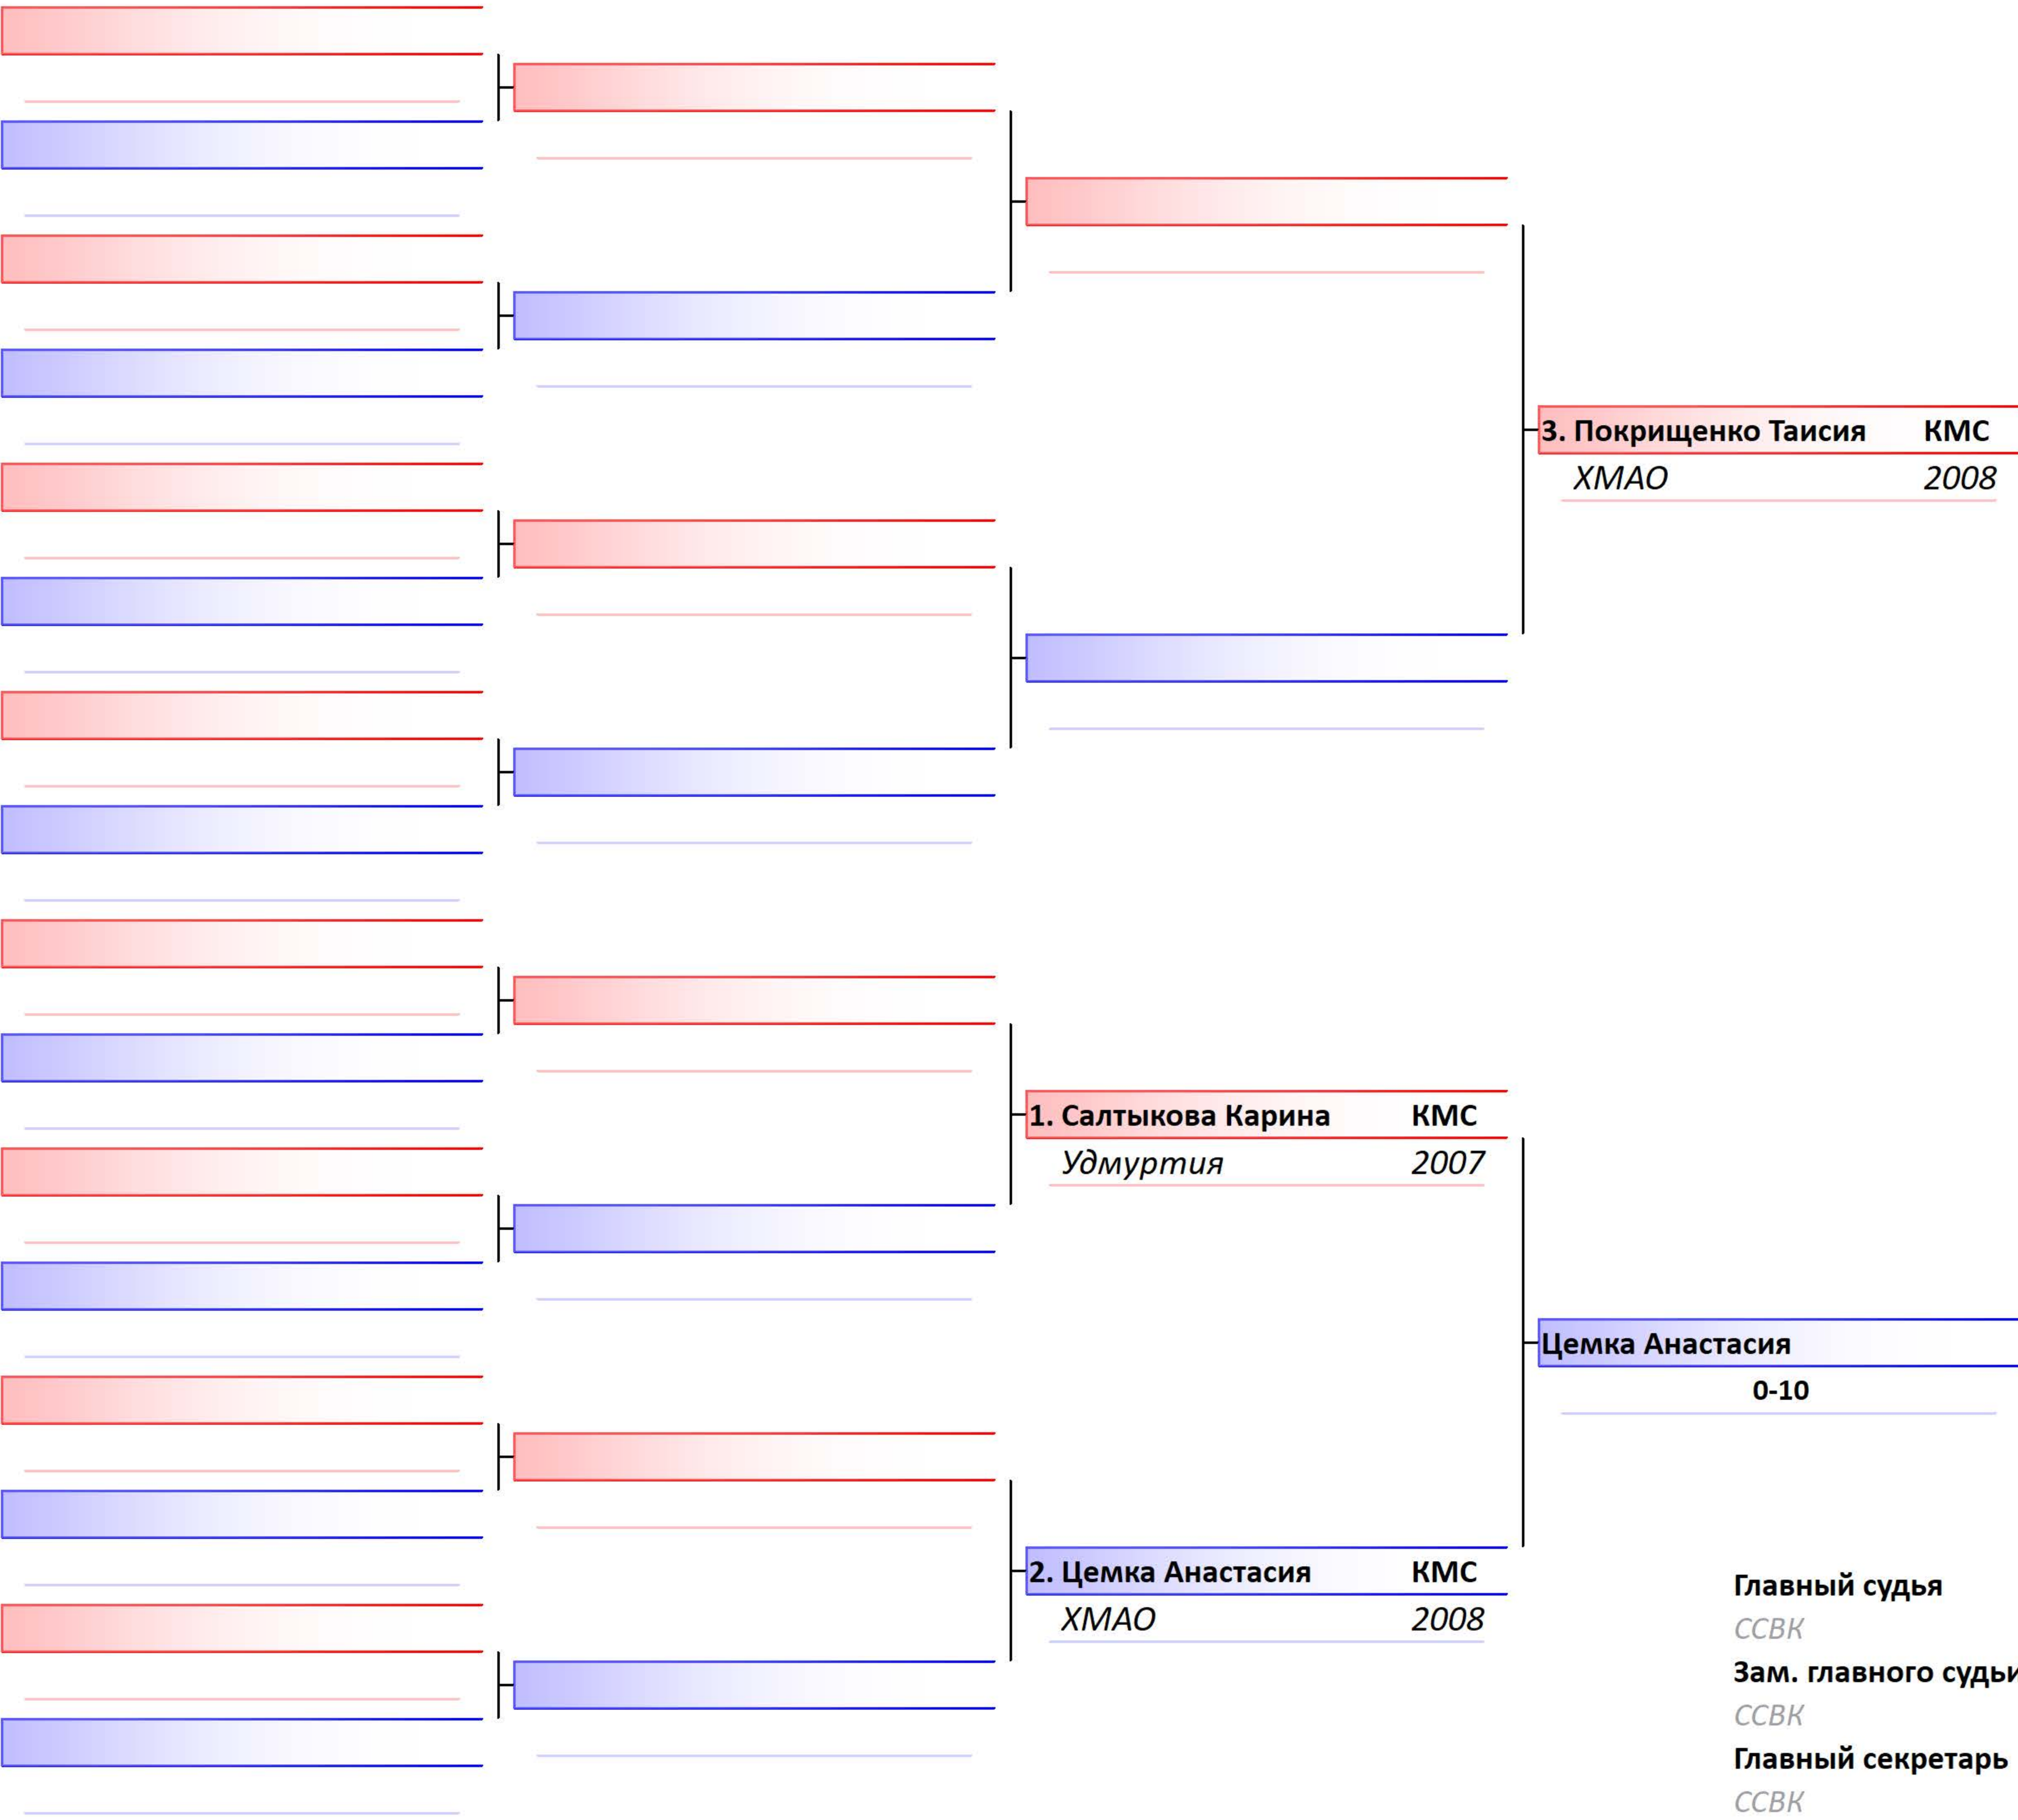 3. Покрищенко Таисия КМС
ХМАО 2008
1. Салтыкова Карина КМС
Удмуртия 2007
Цемка Анастасия
0-10
2. Цемка Анастасия КМС
ХМАО 2008
Главный судья
ССВК
Зам. главного судьи
ССВК
Главный секретарь
ССВК